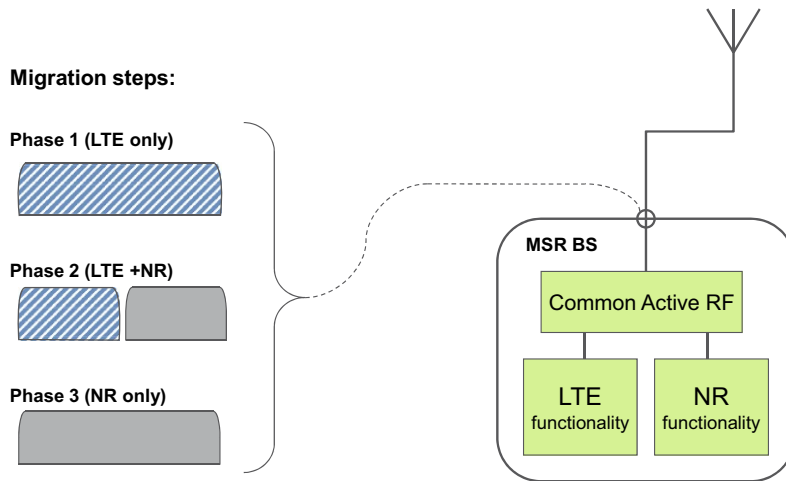 Migration steps:
Phase 1 (LTE only)
Phase 2 (LTE +NR)
Phase 3 (NR only)
MSR BS
Common Active RF
LTE
functionality
NR
functionality